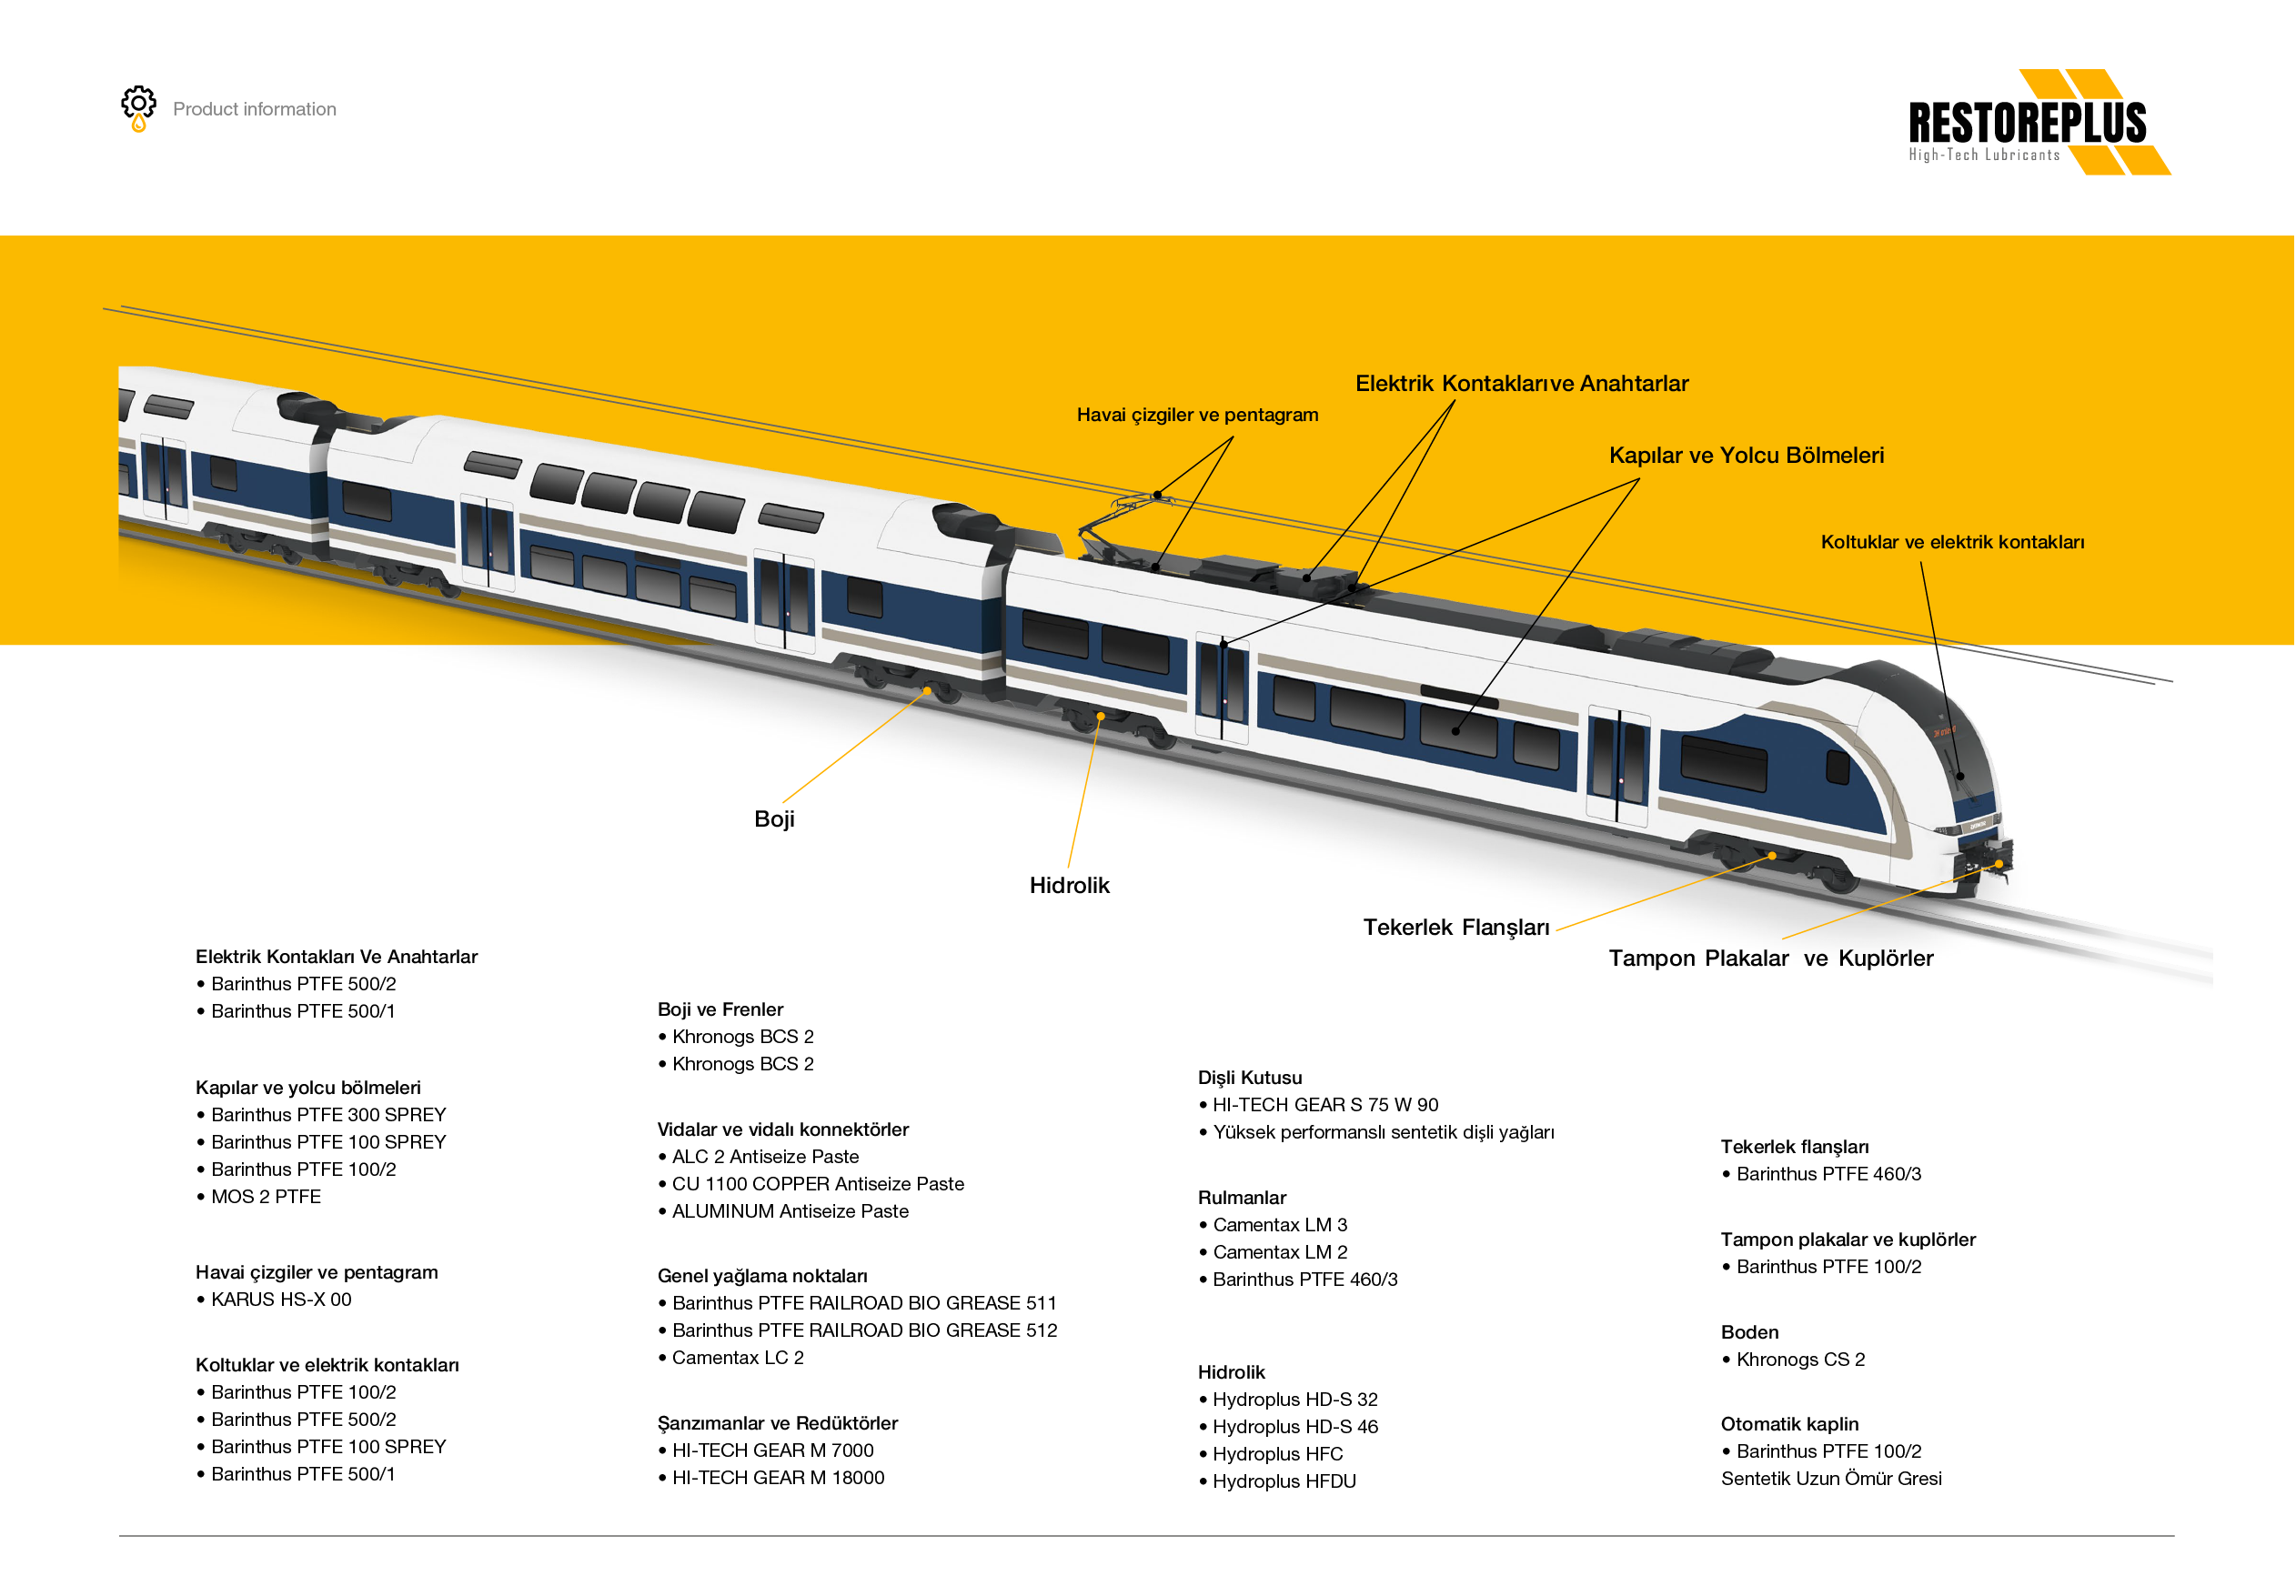 Product information
RESTOREPLUS
High-Tech Lubricants
Elektrik Kontaklarıve Anahtarlar
Havai çizgiler ve pentagram
Kapılar ve Yolcu Bölmeleri
Koltuklar ve elektrik kontakları
Boji
Hidrolik
Tekerlek Flanşları
Tampon Plakalar ve Kuplörler
Elektrik Kontakları Ve Anahtarlar
• Barinthus PTFE 500/2
• Barinthus PTFE 500/1
Kapılar ve yolcu bölmeleri
• Barinthus PTFE 300 SPREY
• Barinthus PTFE 100 SPREY
• Barinthus PTFE 100/2
• MOS 2 PTFE
Havai çizgiler ve pentagram
• KARUS HS-X 00
Koltuklar ve elektrik kontakları
• Barinthus PTFE 100/2
• Barinthus PTFE 500/2
• Barinthus PTFE 100 SPREY
• Barinthus PTFE 500/1
Boji ve Frenler
• Khronogs BCS 2
• Khronogs BCS 2
Vidalar ve vidalı konnektörler
• ALC 2 Antiseize Paste
• CU 1100 COPPER Antiseize Paste
• ALUMINUM Antiseize Paste
Genel yağlama noktaları
• Barinthus PTFE RAILROAD BIO GREASE 511
• Barinthus PTFE RAILROAD BIO GREASE 512
• Camentax LC 2
Şanzımanlar ve Redüktörler
• HI-TECH GEAR M 7000
• HI-TECH GEAR M 18000
Dişli Kutusu
• HI-TECH GEAR S 75 W 90
• Yüksek performanslı sentetik dişli yağları
Rulmanlar
• Camentax LM 3
• Camentax LM 2
• Barinthus PTFE 460/3
Hidrolik
• Hydroplus HD-S 32
• Hydroplus HD-S 46
• Hydroplus HFC
• Hydroplus HFDU
Tekerlek flanşları
• Barinthus PTFE 460/3
Tampon plakalar ve kuplörler
• Barinthus PTFE 100/2
Boden
• Khronogs CS 2
Otomatik kaplin
• Barinthus PTFE 100/2
Sentetik Uzun Ömür Gresi